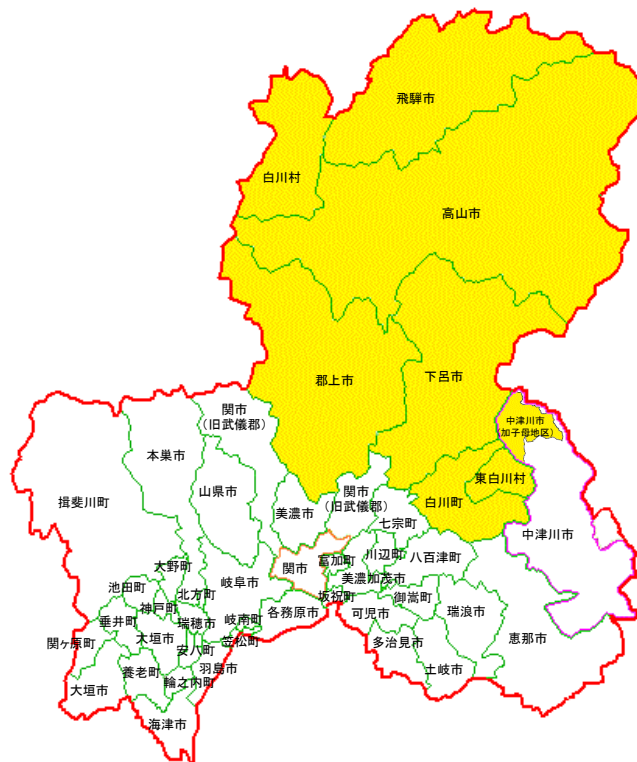 飛騨市
白川村
高山市
郡上市
下呂市
中津川市
(加子母地区)
関市
(旧武儀郡)
本巣市
東白川村
白川町
山県市
関市
(旧武儀郡)
揖斐川町
美濃市
七宗町
中津川市
川辺町
八百津町
富加町
大野町
関市
岐阜市
美濃加茂市
池田町
北方町
坂祝町
御嵩町
神戸町
瑞浪市
垂井町
瑞穂市
岐南町
各務原市
可児市
関ヶ原町
大垣市
笠松町
多治見市
恵那市
安八町
養老町
羽島市
土岐市
大垣市
輪之内町
海津市